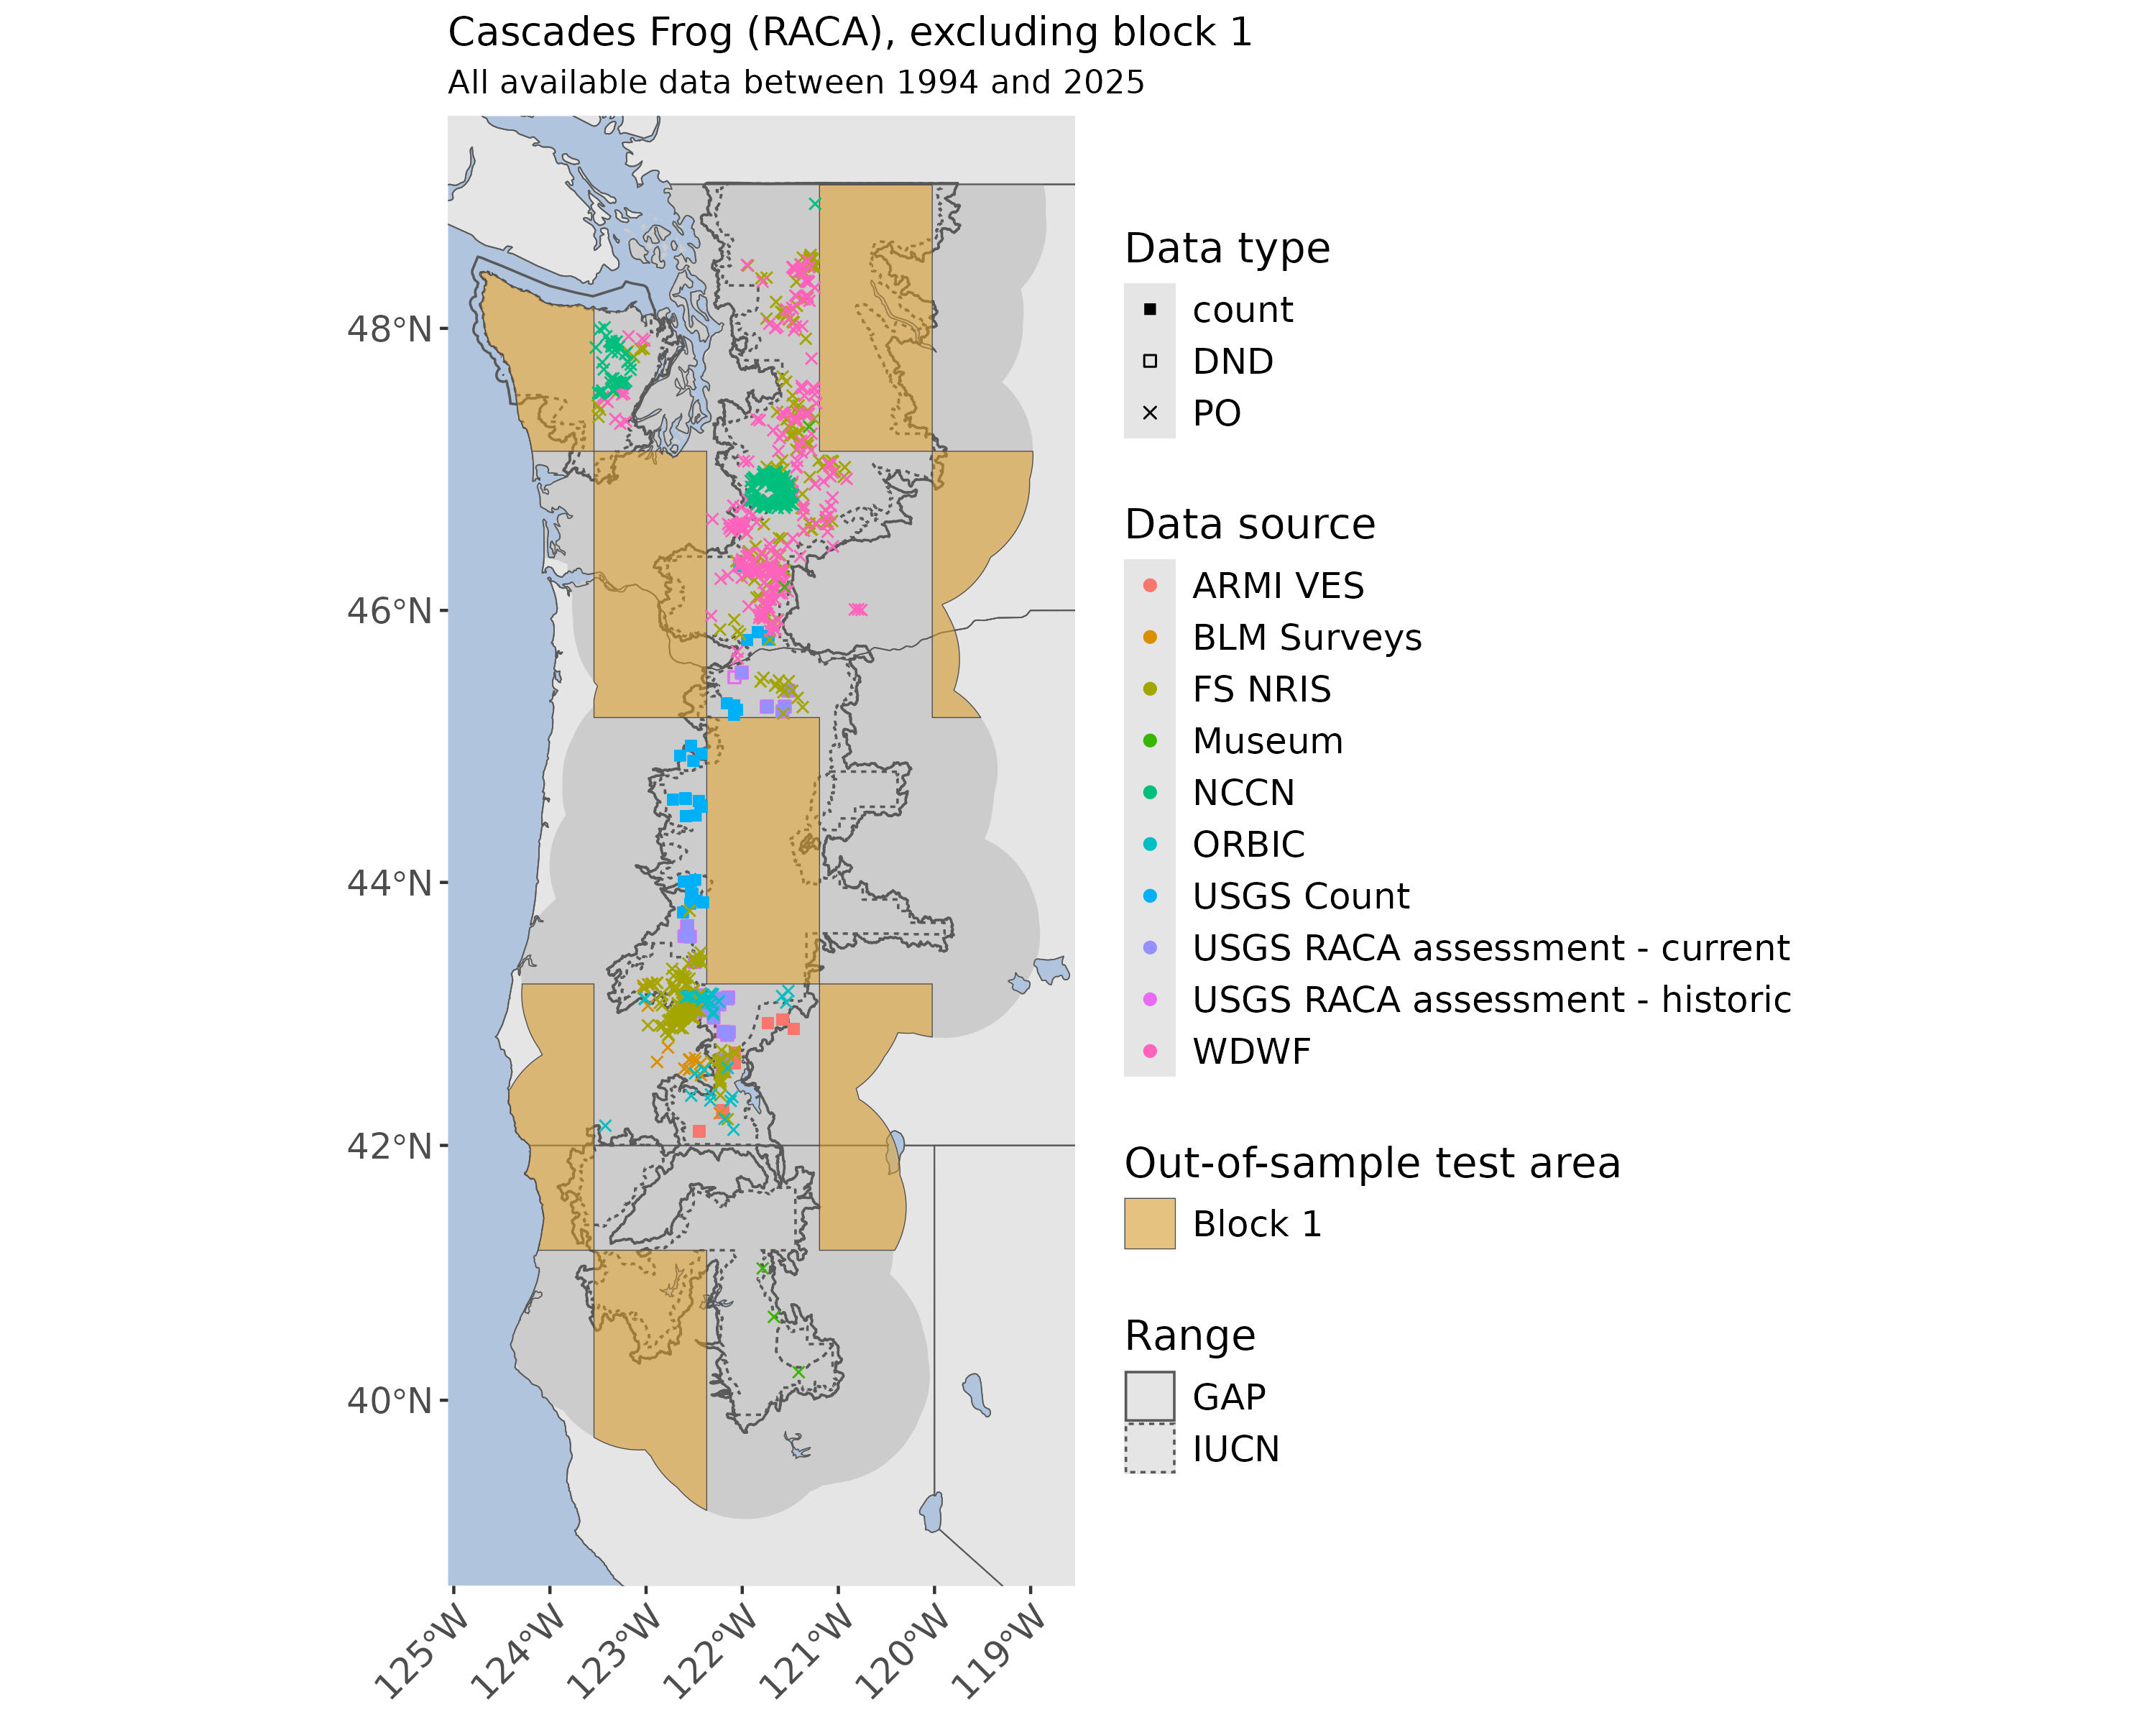 Cascades Frog (RACA), excluding block 1
All available data between 1994 and 2025
48°N
46°N
44°N
42°N
40°N
125°W
124°W
123°W
122°W
121°W
120°W
119°W
Data type
count
DND
PO
Data source
ARMI VES
BLM Surveys
FS NRIS
Museum
NCCN
ORBIC
USGS Count
USGS RACA assessment - current
USGS RACA assessment - historic
WDWF
Out-of-sample test area
Block 1
Range
GAP
IUCN